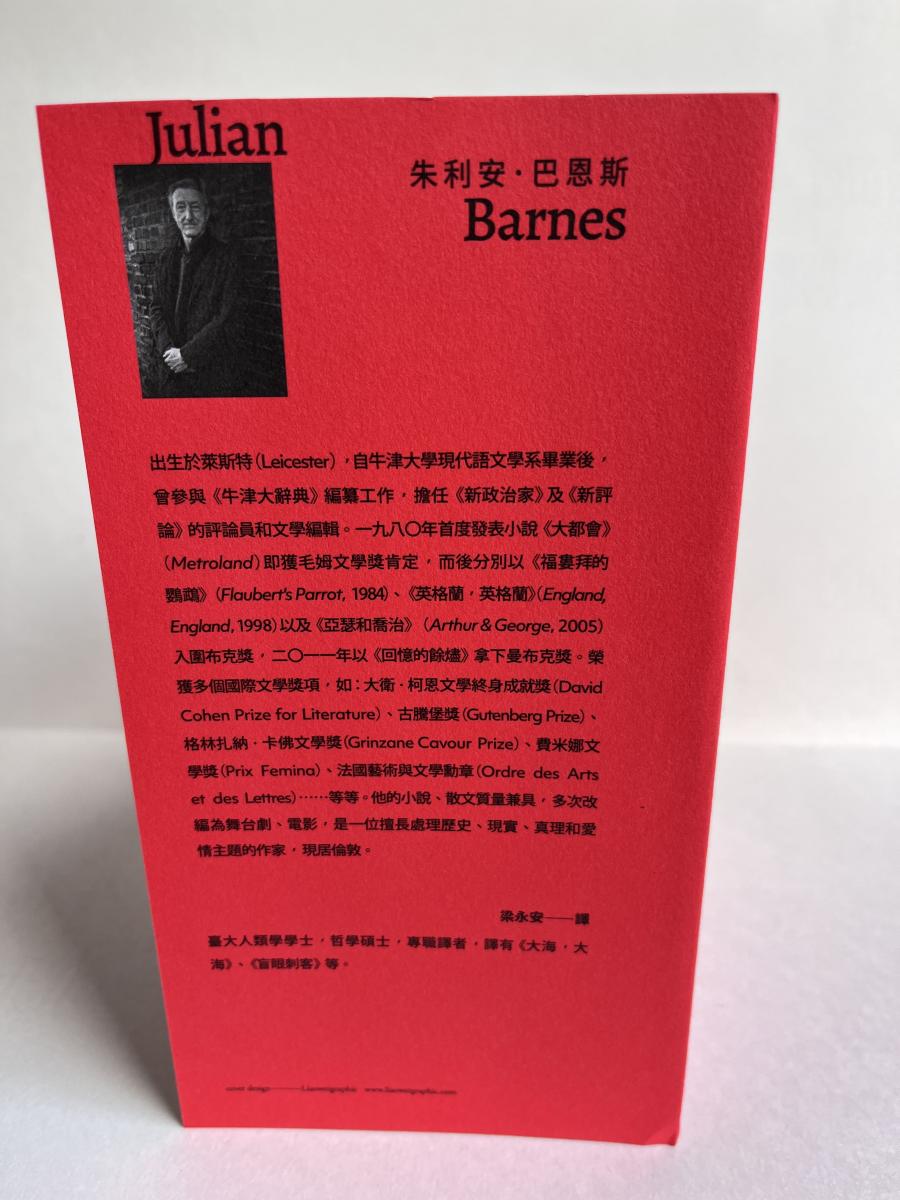 Julian
朱利安·巴恩斯
Barnes
出生於萊斯特（Leicester），自牛津大學現代語文學系畢業後，
曾參與《牛津大辭典》編纂工作，擔任《新政治家》及《新評
論》的評論員和文學編輯。一九八〇年首度發表小說《大都會》
（Metroland）即獲毛姆文學獎肯定，而後分別以《福婁拜的
鸚鵡》（Flaubert's Parrot, 1984）、《英格蘭，英格蘭》（England,
England, 1998）以及《亞瑟和喬治》（Arthur & George, 2005）
入圍布克獎，二〇一一年以《回憶的餘燼》拿下曼布克獎。榮
獲多個國際文學獎項，如：大衛·柯恩文學終身成就獎（David
Cohen Prize for Literature）、古騰堡獎（Gutenberg Prize）、
格林扎納·卡佛文學獎（Grinzane Cavour Prize）、費米娜文
學獎（Prix Femina）、法國藝術與文學勳章（Ordre des Arts
et des Lettres）……等等。他的小說、散文質量兼具，多次改
編為舞台劇、電影，是一位擅長處理歷史、現實、真理和愛
情主題的作家，現居倫敦。
梁永安——譯
臺大人類學學士，哲學碩士，專職譯者，譯有《大海，大
海》、《盲眼刺客》等。
cover design